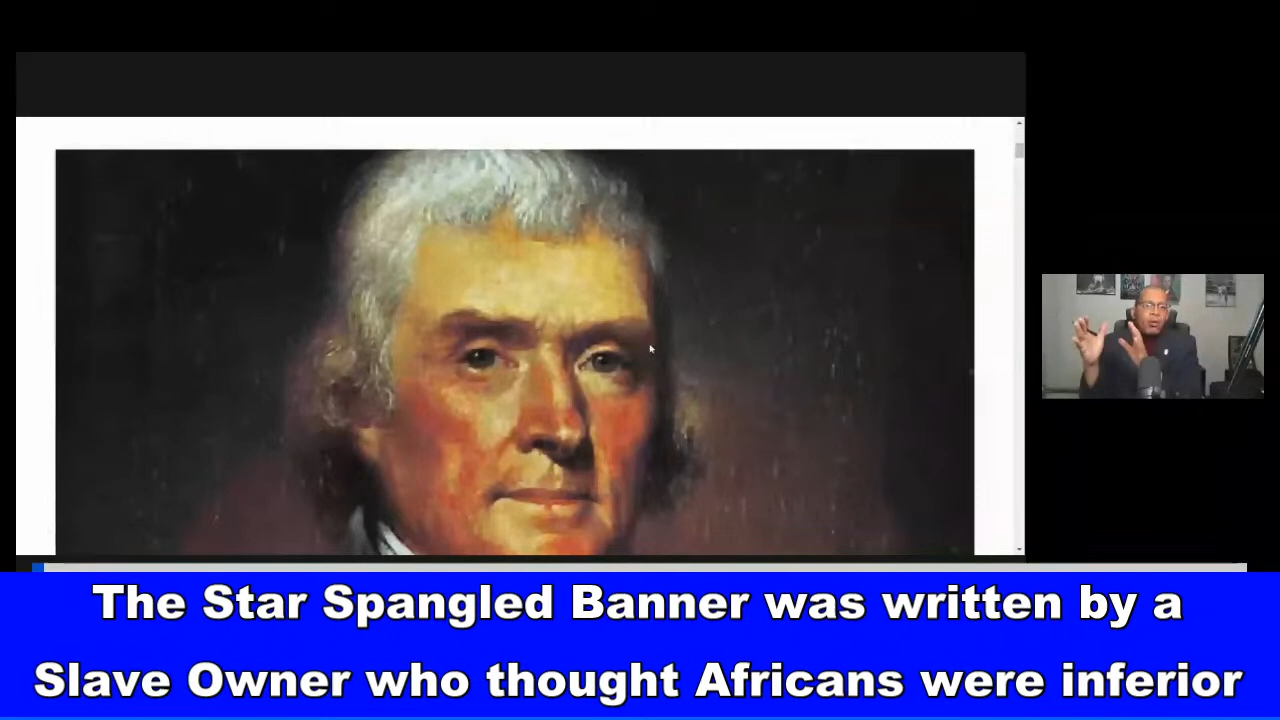 The Star Spangled Banner was written by a
Slave Owner who thought Africans were inferior